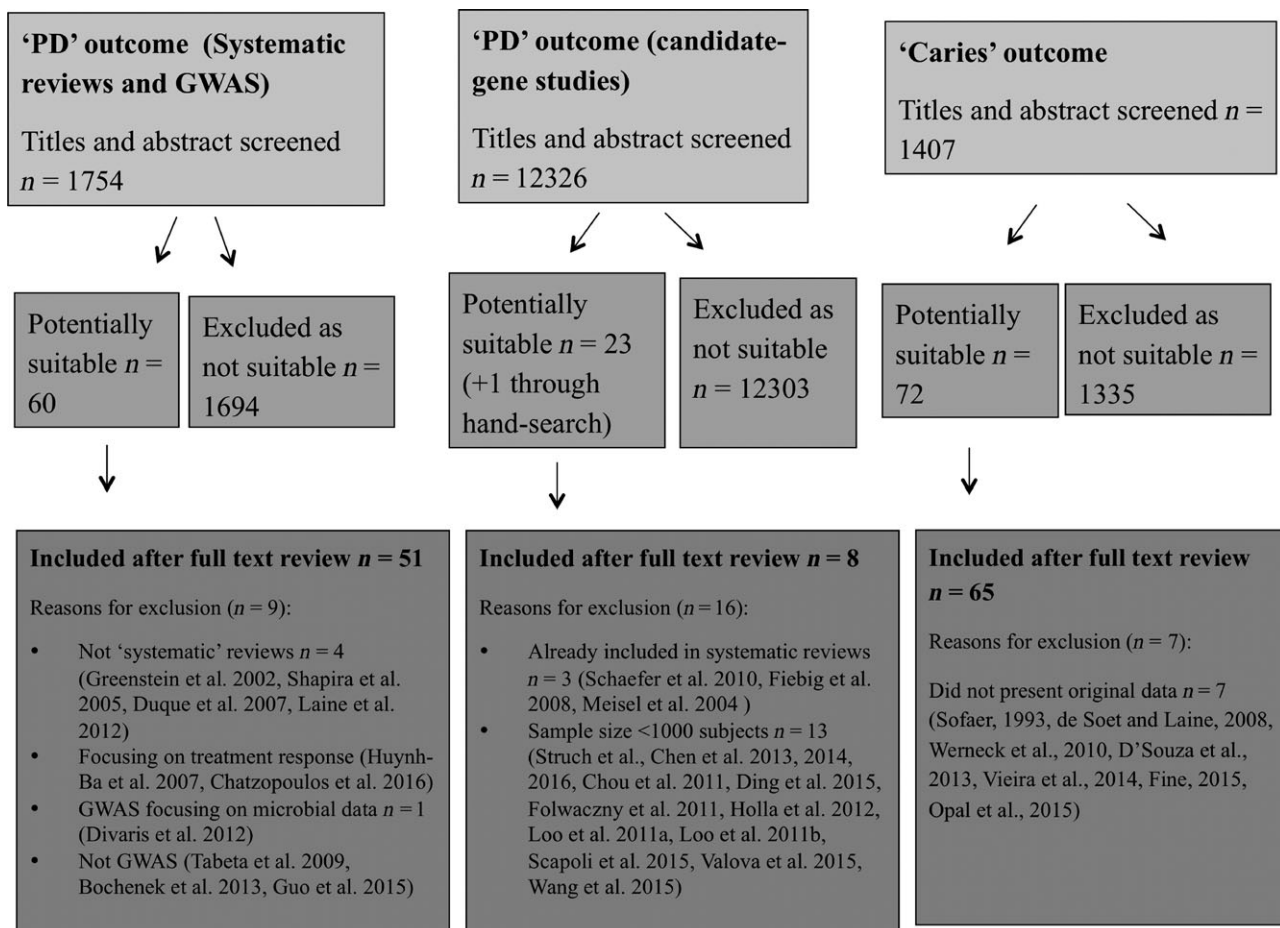 ‘PD’ outcome (Systematic
reviews and GWAS)
Titles and abstract screened
n = 1754
‘PD’ outcome (candidate-
gene studies)
Titles and abstract screened
n = 12326
‘Caries’ outcome
Titles and abstract screened n =
1407
Potentially
suitable n =
60
Excluded as
not suitable n =
1694
Potentially
suitable n = 23
(+1 through
hand-search)
Excluded as
not suitable
n = 12303
Potentially
suitable n =
72
Excluded as
not suitable n =
1335
Included after full text review n = 51
Reasons for exclusion (n = 9):
• Not ‘systematic’ reviews n = 4
(Greenstein et al. 2002, Shapira et al.
2005, Duque et al. 2007, Laine et al.
2012)
• Focusing on treatment response (Huynh-
Ba et al. 2007, Chatzopoulos et al. 2016)
• GWAS focusing on microbial data n = 1
(Divaris et al. 2012)
• Not GWAS (Tabeta et al. 2009,
Bochenek et al. 2013, Guo et al. 2015)
Included after full text review n = 8
Reasons for exclusion (n = 16):
• Already included in systematic reviews
n = 3 (Schaefer et al. 2010, Fiebig et al.
2008, Meisel et al. 2004 )
• Sample size <1000 subjects n = 13
(Struch et al., Chen et al. 2013, 2014,
2016, Chou et al. 2011, Ding et al. 2015,
Folwaczny et al. 2011, Holla et al. 2012,
Loo et al. 2011a, Loo et al. 2011b,
Scapoli et al. 2015, Valova et al. 2015,
Wang et al. 2015)
Included after full text review
n = 65
Reasons for exclusion (n = 7):
Did not present original data n = 7
(Sofaer, 1993, de Soet and Laine, 2008,
Werneck et al., 2010, D’Souza et al.,
2013, Vieira et al., 2014, Fine, 2015,
Opal et al., 2015)